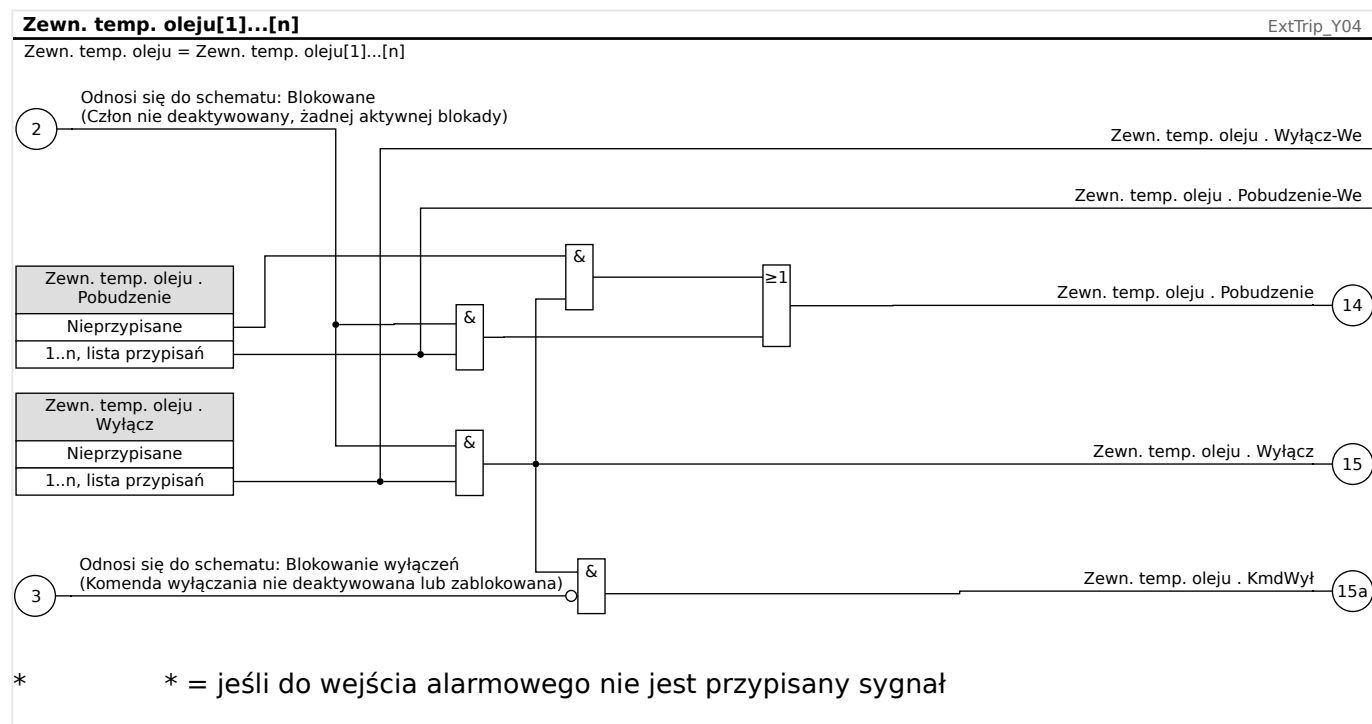 Zewn. temp. oleju[1]...[n]
ExtTrip_Y04
Zewn. temp. oleju = Zewn. temp. oleju[1]...[n]
Odnosi się do schematu: Blokowane
(Człon nie deaktywowany, żadnej aktywnej blokady)
2
Zewn. temp. oleju . Wyłącz-We
Zewn. temp. oleju . Pobudzenie-We
&
Zewn. temp. oleju .
Pobudzenie
Nieprzypisane
1..n, lista przypisań
&
≥1
Zewn. temp. oleju . Pobudzenie
14
Zewn. temp. oleju .
Wyłącz
Nieprzypisane
1..n, lista przypisań
&
Zewn. temp. oleju . Wyłącz
15
Odnosi się do schematu: Blokowanie wyłączeń
(Komenda wyłączania nie deaktywowana lub zablokowana)
3
&
Zewn. temp. oleju . KmdWył
15a
* * = jeśli do wejścia alarmowego nie jest przypisany sygnał